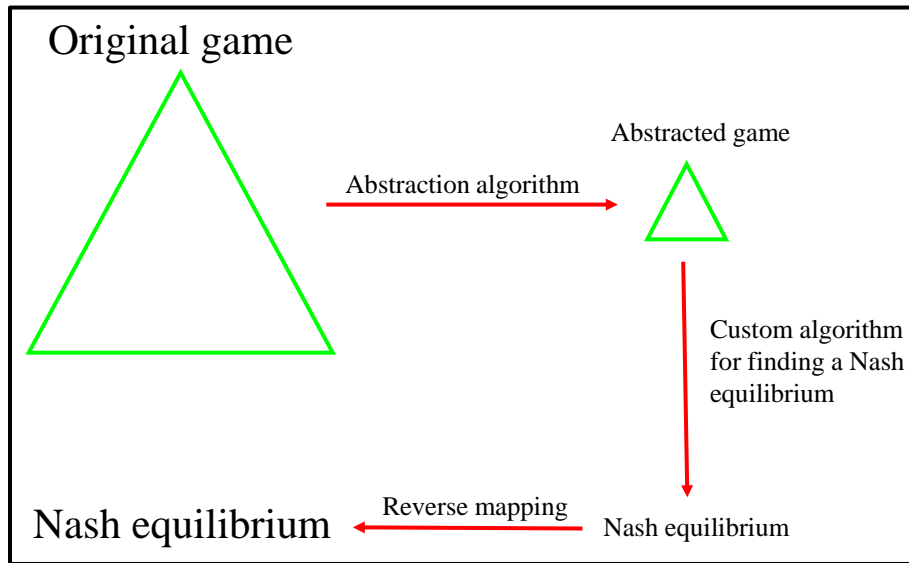 Original game
Abstracted game
Abstraction algorithm
Custom algorithm
for finding a Nash
equilibrium
Reverse mapping
Nash equilibrium
Nash equilibrium